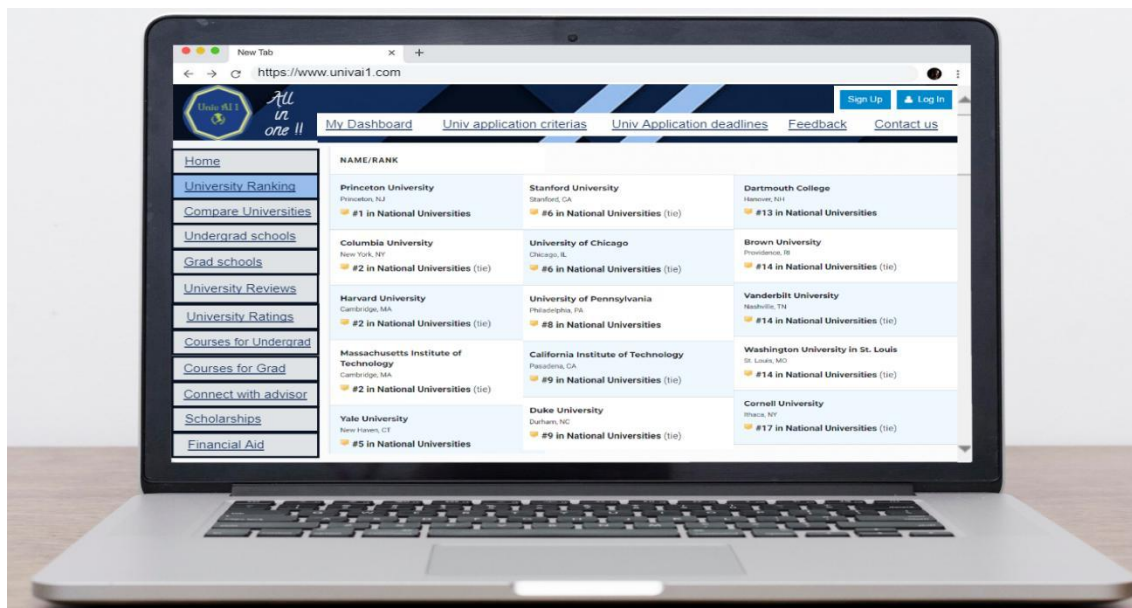 New Tab
https://www.univai1.com
Univ AI 1
All
in
one !!
Sign Up
Log In
My Dashboard Univ application criterias Univ Application deadlines Feedback Contact us
Home
University Ranking
Compare Universities
Undergrad schools
Grad schools
University Reviews
University Ratings
Courses for Undergrad
Courses for Grad
Connect with advisor
Scholarships
Financial Aid
NAME/RANK
Princeton University
Princeton, NJ
#1 in National Universities
Columbia University
New York, NY
#2 in National Universities (tie)
Harvard University
Cambridge, MA
#2 in National Universities (tie)
Massachusetts Institute of
Technology
Cambridge, MA
#2 in National Universities (tie)
Yale University
New Haven, CT
#5 in National Universities
Stanford University
Stanford, CA
#6 in National Universities (tie)
University of Chicago
Chicago, IL
#6 in National Universities (tie)
University of Pennsylvania
Philadelphia, PA
#8 in National Universities
California Institute of Technology
Pasadena, CA
#9 in National Universities (tie)
Duke University
Durham, NC
#9 in National Universities (tie)
Dartmouth College
Hanover, NH
#13 in National Universities
Brown University
Providence, RI
#14 in National Universities (tie)
Vanderbilt University
Nashville, TN
#14 in National Universities (tie)
Washington University in St. Louis
St. Louis, MO
#14 in National Universities (tie)
Cornell University
Ithaca, NY
#17 in National Universities (tie)